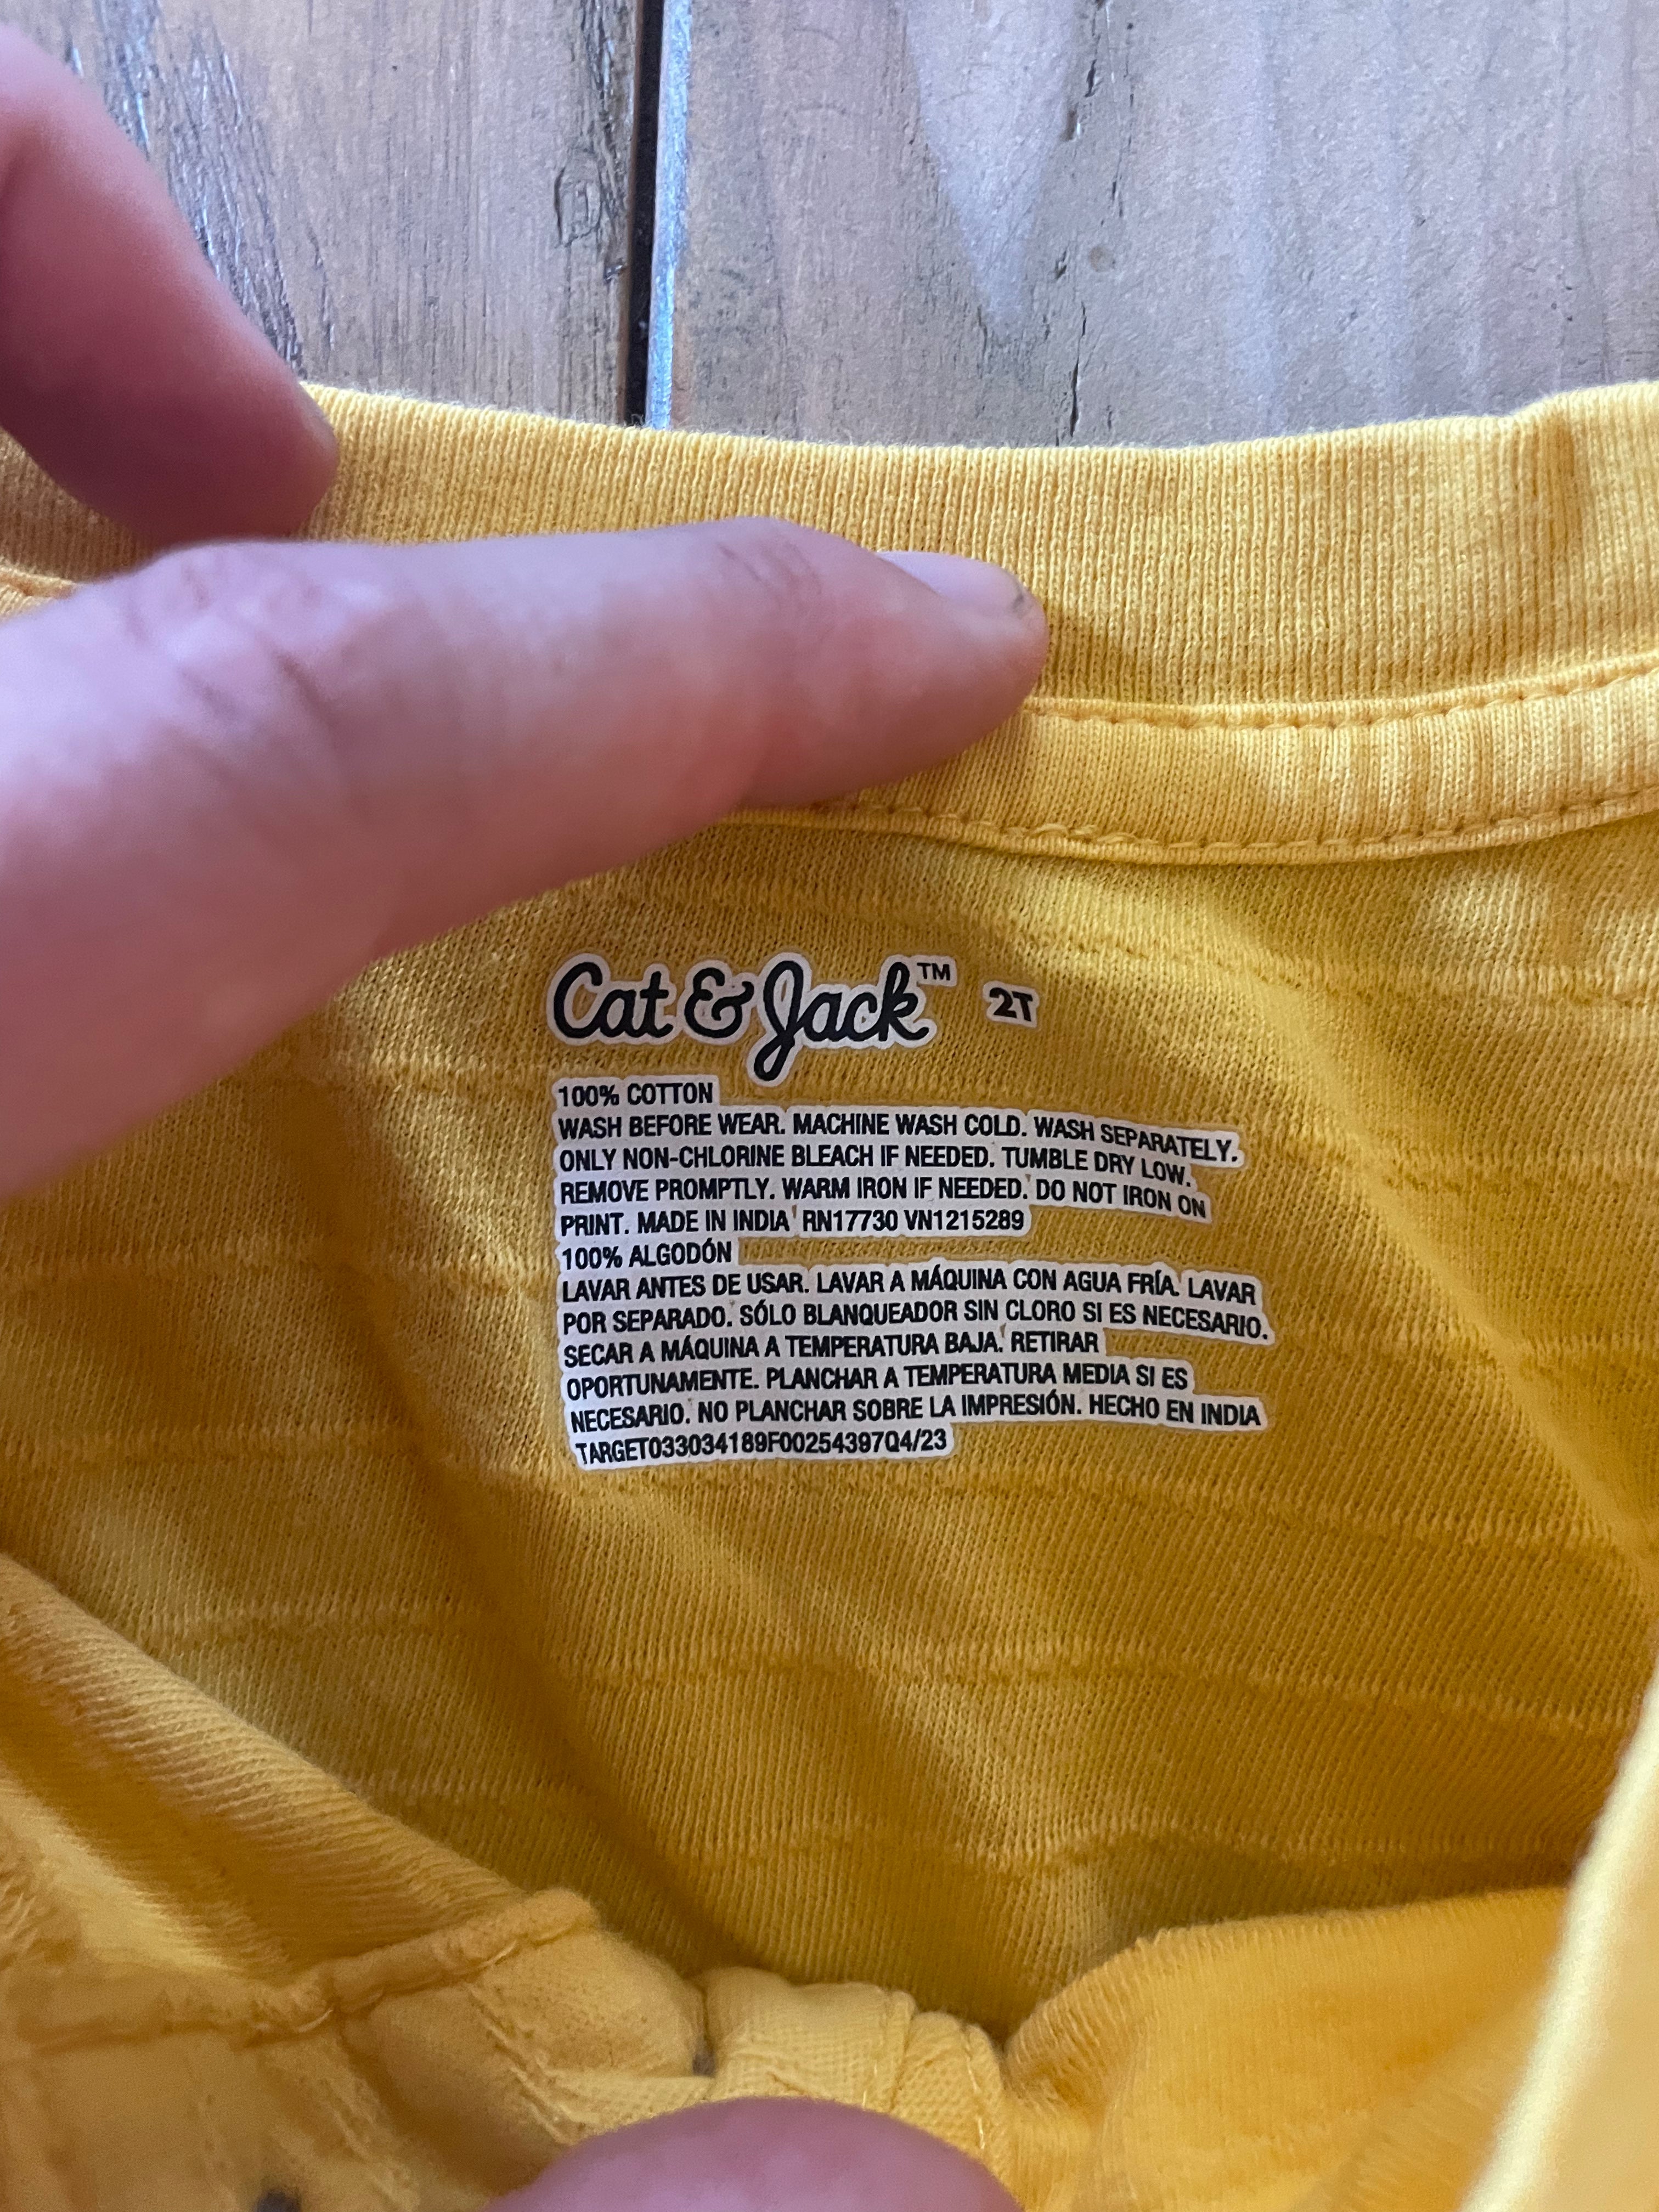 Cat & Jack™ 2T
100% COTTON
WASH BEFORE WEAR. MACHINE WASH COLD. WASH SEPARATELY.
ONLY NON-CHLORINE BLEACH IF NEEDED. TUMBLE DRY LOW.
REMOVE PROMPTLY. WARM IRON IF NEEDED. DO NOT IRON ON
PRINT. MADE IN INDIA RN17730 VN1215289
100% ALGODÓN
LAVAR ANTES DE USAR. LAVAR A MÁQUINA CON AGUA FRÍA. LAVAR
POR SEPARADO. SÓLO BLANQUEADOR SIN CLORO SI ES NECESARIO.
SECAR A MÁQUINA A TEMPERATURA BAJA. RETIRAR
OPORTUNAMENTE. PLANCHAR A TEMPERATURA MEDIA SI ES
NECESARIO. NO PLANCHAR SOBRE LA IMPRESIÓN. HECHO EN INDIA
TARGET033034189F00254397Q4/23